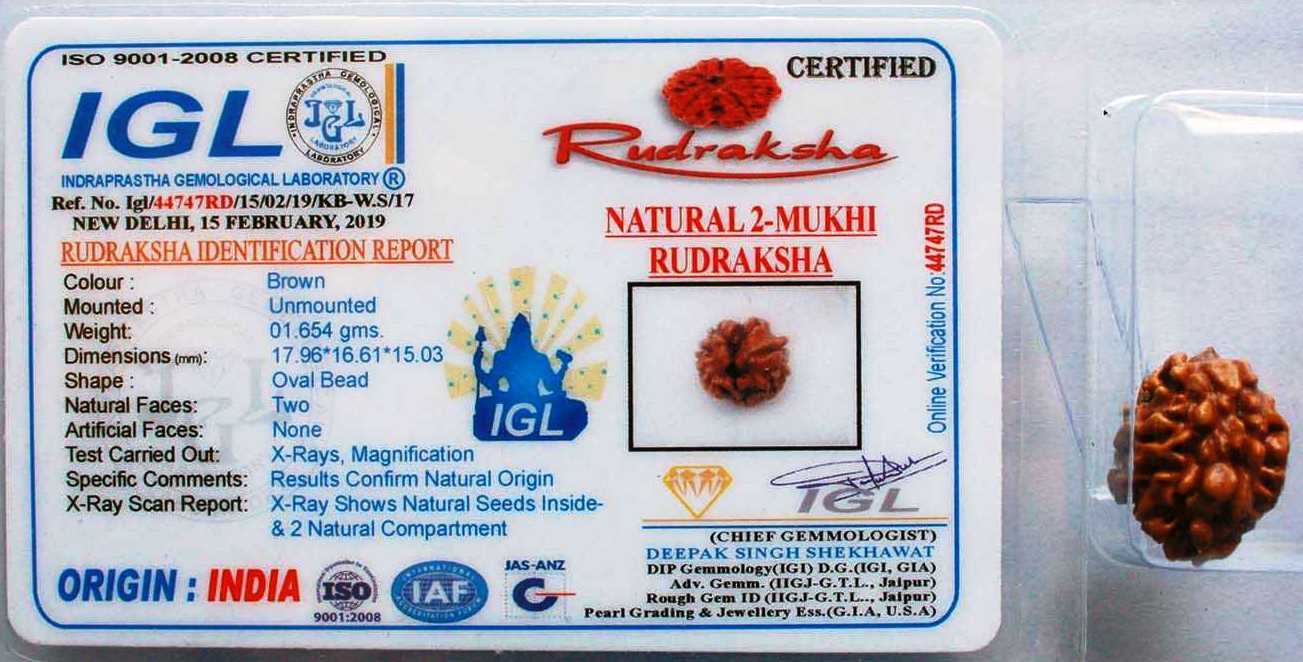 ISO 9001-2008 CERTIFIED
IGL
INDRAPRASTHA GEMOLOGICAL
JGL
LABORATORY
LABORATORY
INDRAPRASTHA GEMOLOGICAL LABORATORY ®
Ref. No. Igl/44747RD/15/02/19/KB-W.S/17
NEW DELHI, 15 FEBRUARY, 2019
RUDRAKSHA IDENTIFICATION REPORT
Colour : Brown
Mounted : Unmounted
Weight: 01.654 gms.
Dimensions (mm): 17.96*16.61*15.03
Shape : Oval Bead
Natural Faces: Two
Artificial Faces: None
Test Carried Out: X-Rays, Magnification
Specific Comments: Results Confirm Natural Origin
X-Ray Scan Report: X-Ray Shows Natural Seeds Inside-
& 2 Natural Compartment
IGL
ORIGIN : INDIA
ISO
9001:2008
INTERNATIONAL
IAF
JAS-ANZ
CERTIFIED
Rudraksha
NATURAL 2-MUKHI
RUDRAKSHA
Online Verification No:44747RD
IGL
(CHIEF GEMMOLOGIST)
DEEPAK SINGH SHEKHAWAT
DIP Gemmology(IGI) D.G.(IGI, GIA)
Adv. Gemm. (IIGJ-G.T.L., Jaipur)
Rough Gem ID (IIGJ-G.T.L.., Jaipur)
Pearl Grading & Jewellery Ess.(G.I.A, U.S.A)